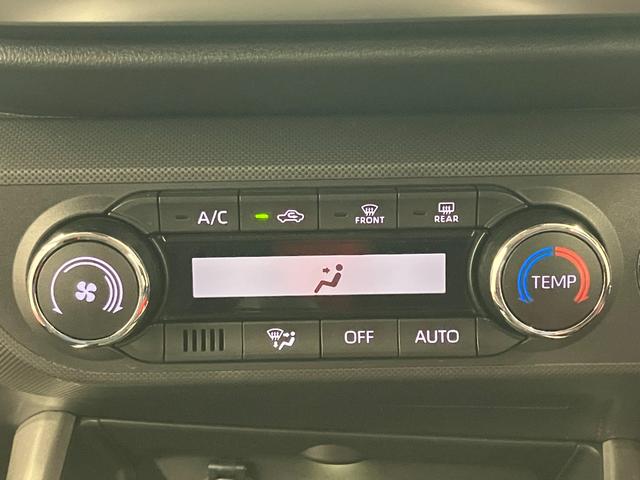 A/C
FRONT
REAR
TEMP
OFF
AUTO